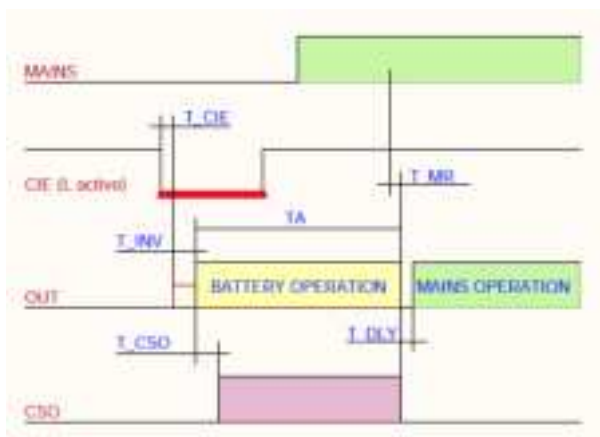 MAINS
T_CIE
CIE (L active)
T_MR
TA
T_INV
OUT
BATTERY OPERATION
MAINS OPERATION
T_CSO
T_DLY
CSO